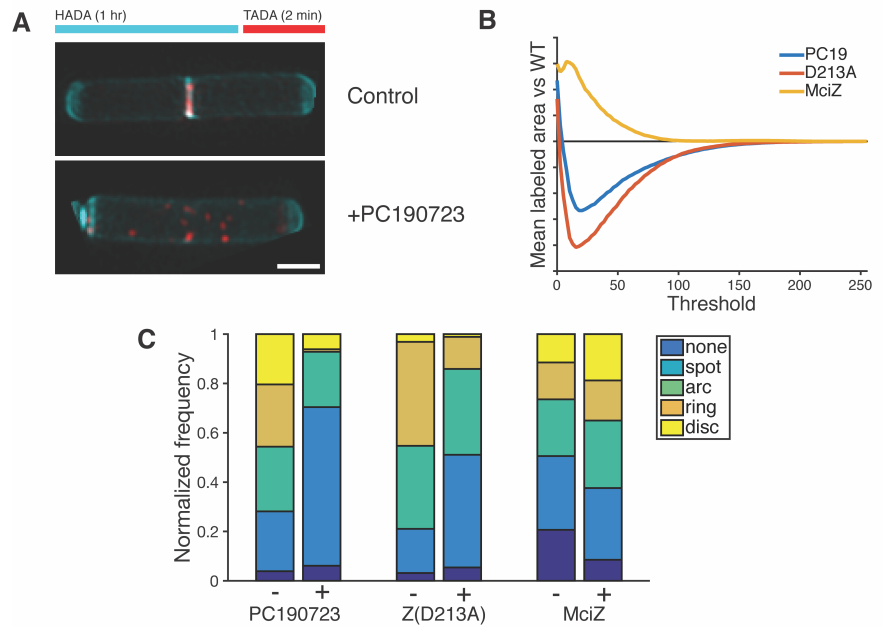 A
HADA (1 hr)
TADA (2 min)
Control
+PC190723
B
Mean labeled area vs WT
PC19
D213A
MciZ
0
50
100
150
200
250
Threshold
C
Normalized frequency
1
0.8
0.6
0.4
0.2
0
- + - + - +
PC190723
Z(D213A)
MciZ
none
spot
arc
ring
disc